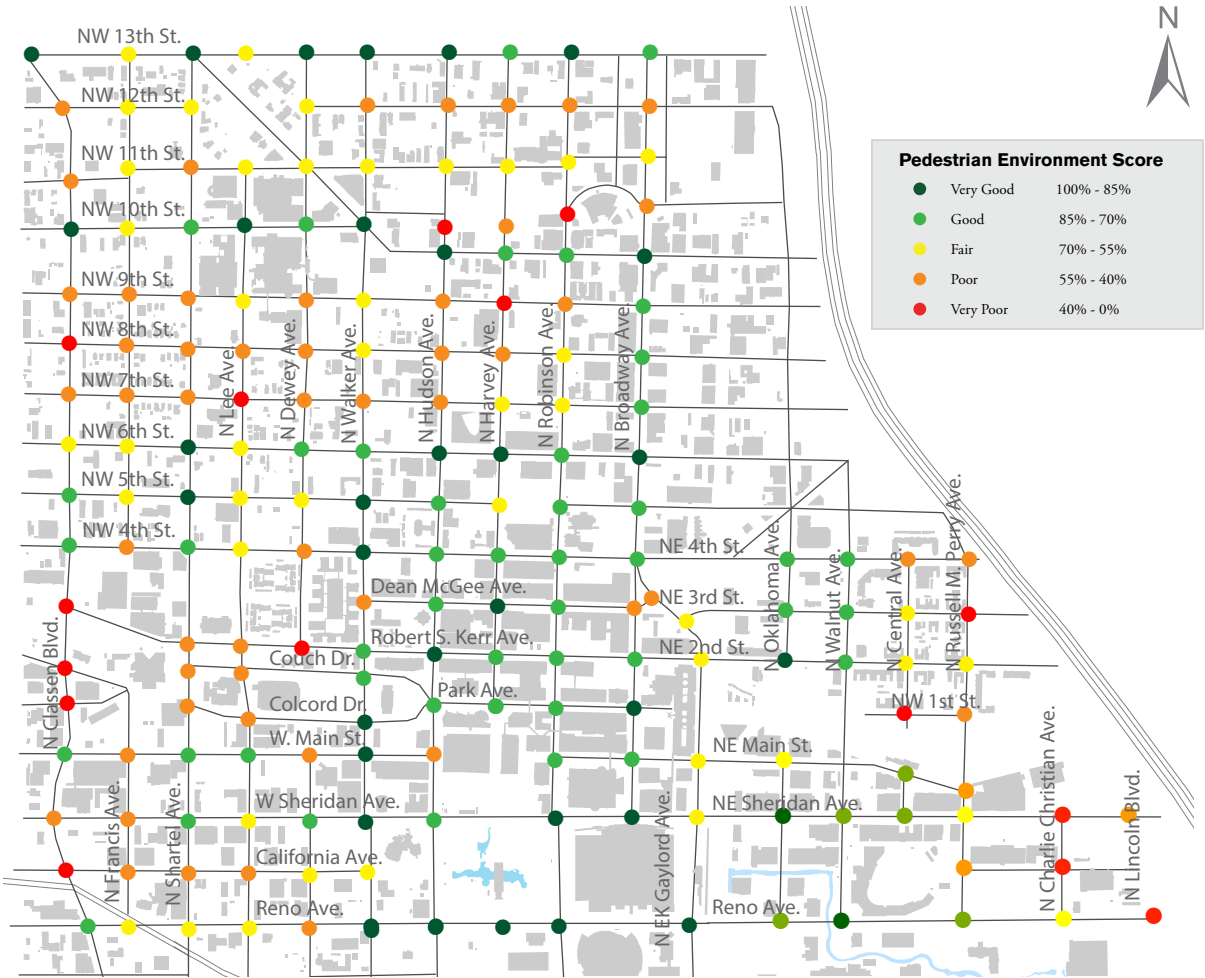 NW 13th St.
N
NW 12th St.
NW 11th St.
Pedestrian Environment Score
Very Good 100% - 85%
Good 85% - 70%
Fair 70% - 55%
Poor 55% - 40%
Very Poor 40% - 0%
NW 10th St.
NW 9th St.
NW 8th St.
NW 7th St.
N Lee Ave.
N Dewey Ave.
N Walker Ave.
N Hudson Ave.
N Harvey Ave.
N Robinson Ave.
N Broadway Ave.
NW 6th St.
NW 5th St.
NW 4th St.
NE 4th St.
N Oklahoma Ave.
N Walnut Ave.
N Central Ave.
N Russell M. Perry Ave.
Dean McGee Ave.
NE 3rd St.
Robert S. Kerr Ave.
NE 2nd St.
Couch Dr.
N Classen Blvd.
Park Ave.
Colcord Dr.
NW 1st St.
W. Main St.
NE Main St.
N Francis Ave.
N Shartel Ave.
W Sheridan Ave.
N EK Gaylord Ave.
NE Sheridan Ave.
N Charlie Christian Ave.
N Lincoln Blvd.
California Ave.
Reno Ave.
Reno Ave.